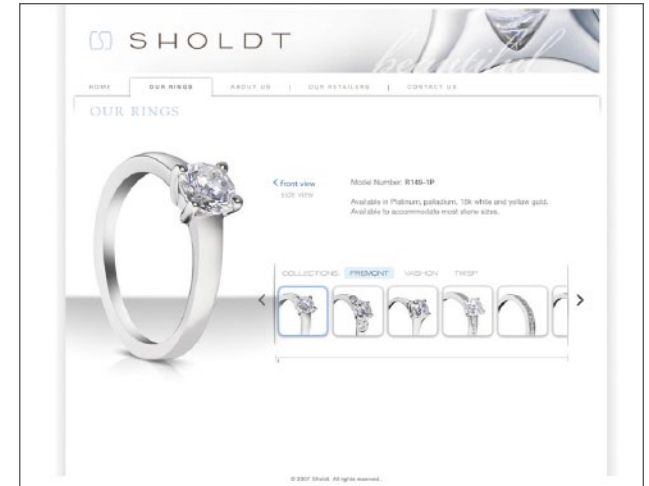 SHOLDT
beautiful
HOME OUR RINGS ABOUT US | OUR RETAILERS | CONTACT US
OUR RINGS
Front view
side view
Model Number: R149-1P
Available in Platinum, palladium, 18k white and yellow gold.
Available to accommodate most stone sizes.
COLLECTIONS FREMONT VASHON TWISP
© 2007 Sholdt. All rights reserved.